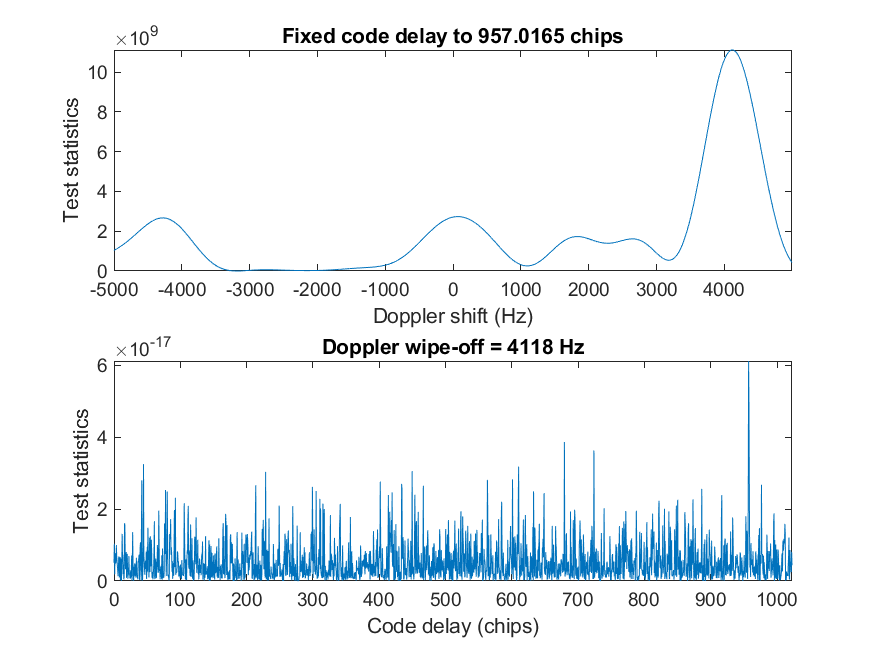 ×10^9
Fixed code delay to 957.0165 chips
10
8
6
4
2
0
Test statistics
-5000 -4000 -3000 -2000 -1000 0 1000 2000 3000 4000
Doppler shift (Hz)
×10^-17
Doppler wipe-off = 4118 Hz
6
4
2
0
Test statistics
0 100 200 300 400 500 600 700 800 900 1000
Code delay (chips)